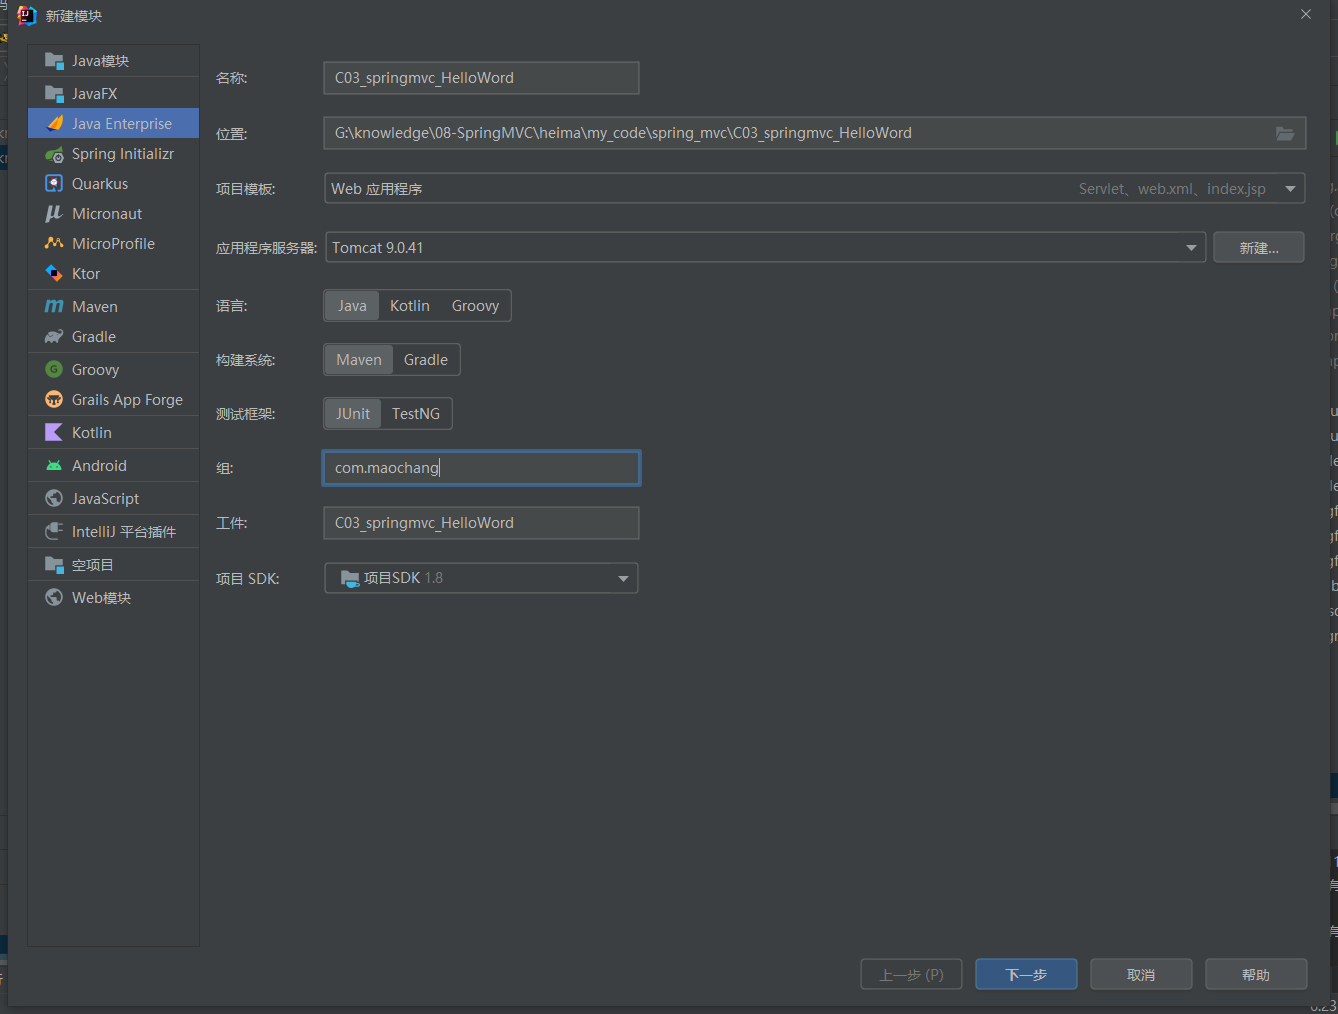 新建模块
Java模块
JavaFX
Java Enterprise
Spring Initializr
Quarkus
Micronaut
MicroProfile
Ktor
Maven
Gradle
Groovy
Grails App Forge
Kotlin
Android
JavaScript
IntelliJ 平台插件
空项目
Web模块
名称: C03_springmvc_HelloWord
位置: G:\knowledge\08-SpringMVC\heima\my_code\spring_mvc\C03_springmvc_HelloWord
项目模板: Web 应用程序 Servlet、web.xml、index.jsp
应用程序服务器: Tomcat 9.0.41 新建...
语言: Java Kotlin Groovy
构建系统: Maven Gradle
测试框架: JUnit TestNG
组: com.maochang
工件: C03_springmvc_HelloWord
项目 SDK: 项目SDK 1.8
上一步 (P) 下一步 取消 帮助